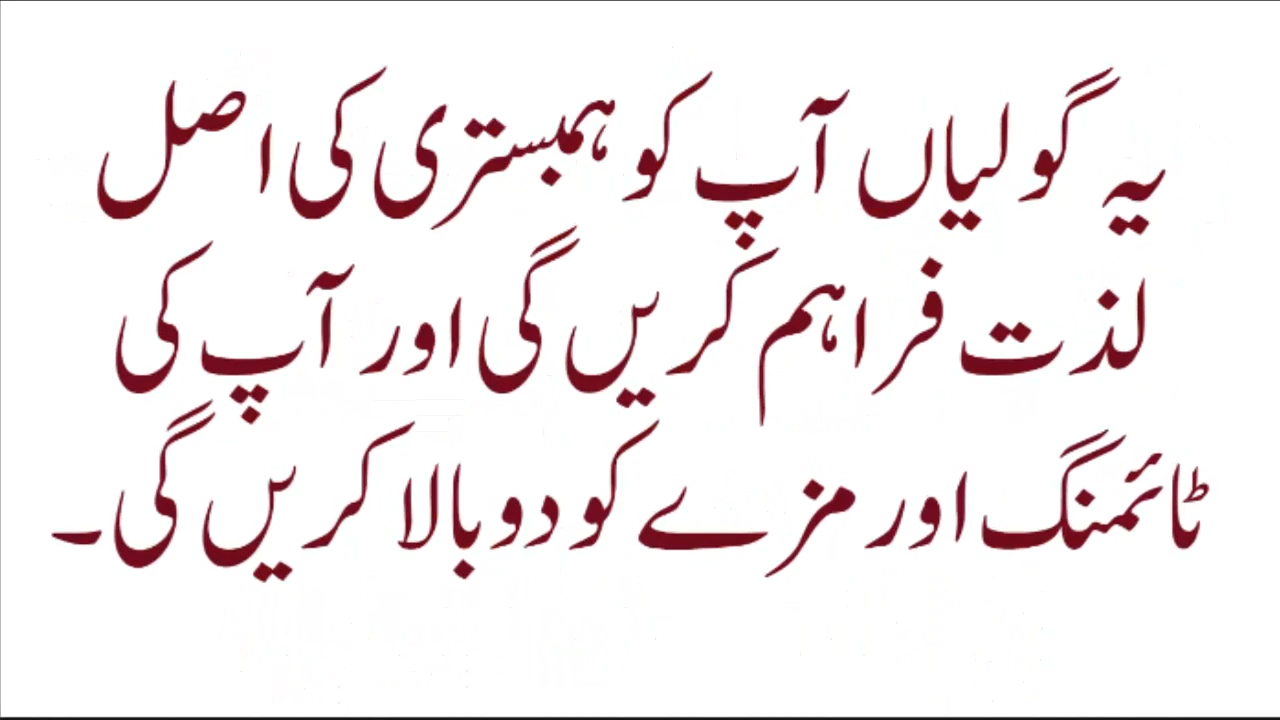 یہ گولیاں آپ کو ہمبستری کی اصل
لذت فراہم کریں گی اور آپ کی
ٹائمنگ اور مزے کو دوبالا کریں گی۔